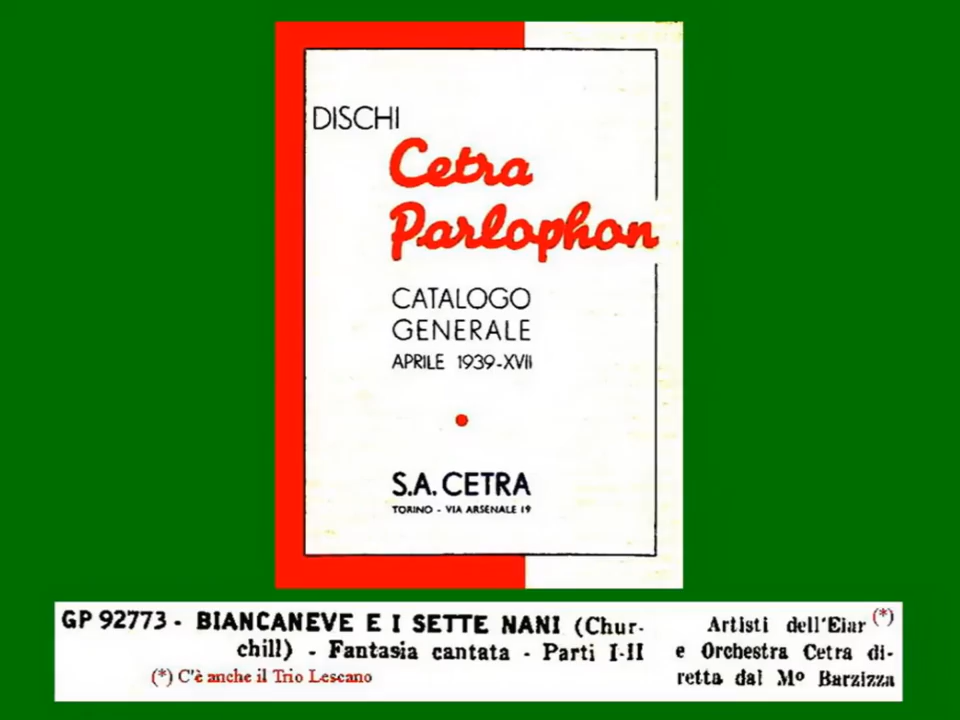 DISCHI
Cetra
Parlophon
CATALOGO
GENERALE
APRILE 1939-XVII
S.A. CETRA
TORINO - VIA ARSENALE 19
GP 92773 - BIANCANEVE E I SETTE NANI (Chur-
chill) - Fantasia cantata - Parti I-II
(*) C'è anche il Trio Lescano
Artisti dell'Eiar (*)
e Orchestra Cetra di-
retta dal Mº Barzizza